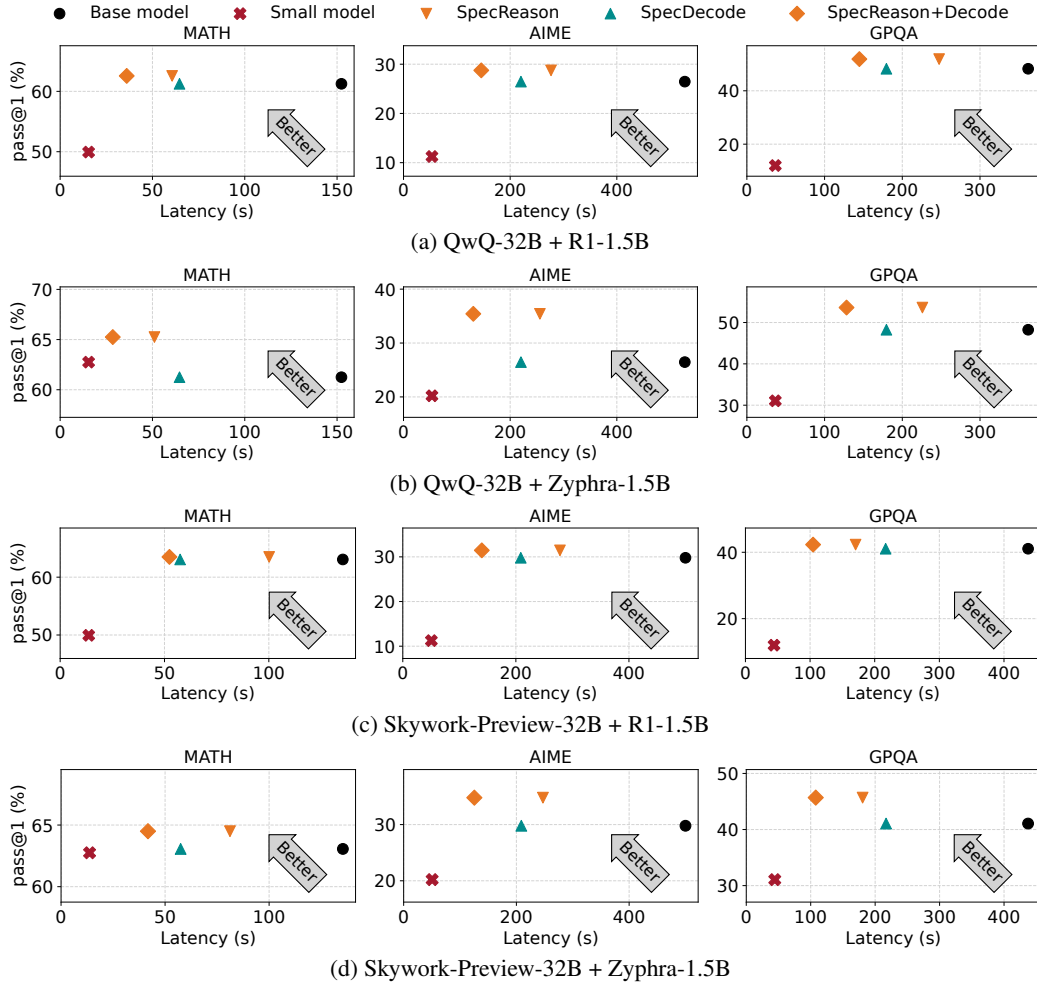 Base model Small model SpecReason SpecDecode SpecReason+Decode
MATH AIME GPQA
pass@1 (%)
60
50
0 50 100 150
Latency (s)
Better
30
20
10
0 200 400
Latency (s)
Better
40
20
0 100 200 300
Latency (s)
Better
(a) QwQ-32B + R1-1.5B
MATH AIME GPQA
pass@1 (%)
70
65
60
0 50 100 150
Latency (s)
Better
40
30
20
0 200 400
Latency (s)
Better
50
40
30
0 100 200 300
Latency (s)
Better
(b) QwQ-32B + Zyphra-1.5B
MATH AIME GPQA
pass@1 (%)
60
50
0 50 100
Latency (s)
Better
40
30
20
10
0 200 400
Latency (s)
Better
40
20
0 100 200 300 400
Latency (s)
Better
(c) Skywork-Preview-32B + R1-1.5B
MATH AIME GPQA
pass@1 (%)
65
60
0 50 100
Latency (s)
Better
30
20
0 200 400
Latency (s)
Better
50
40
30
0 100 200 300 400
Latency (s)
Better
(d) Skywork-Preview-32B + Zyphra-1.5B